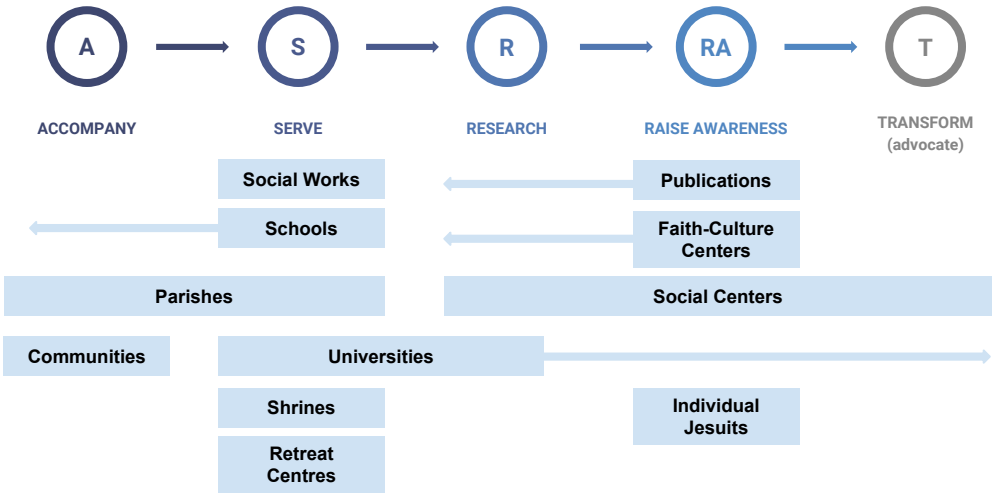 A
S
R
RA
T
ACCOMPANY
SERVE
RESEARCH
RAISE AWARENESS
TRANSFORM
(advocate)
Social Works
Publications
Schools
Faith-Culture
Centers
Parishes
Social Centers
Communities
Universities
Shrines
Individual
Jesuits
Retreat
Centres